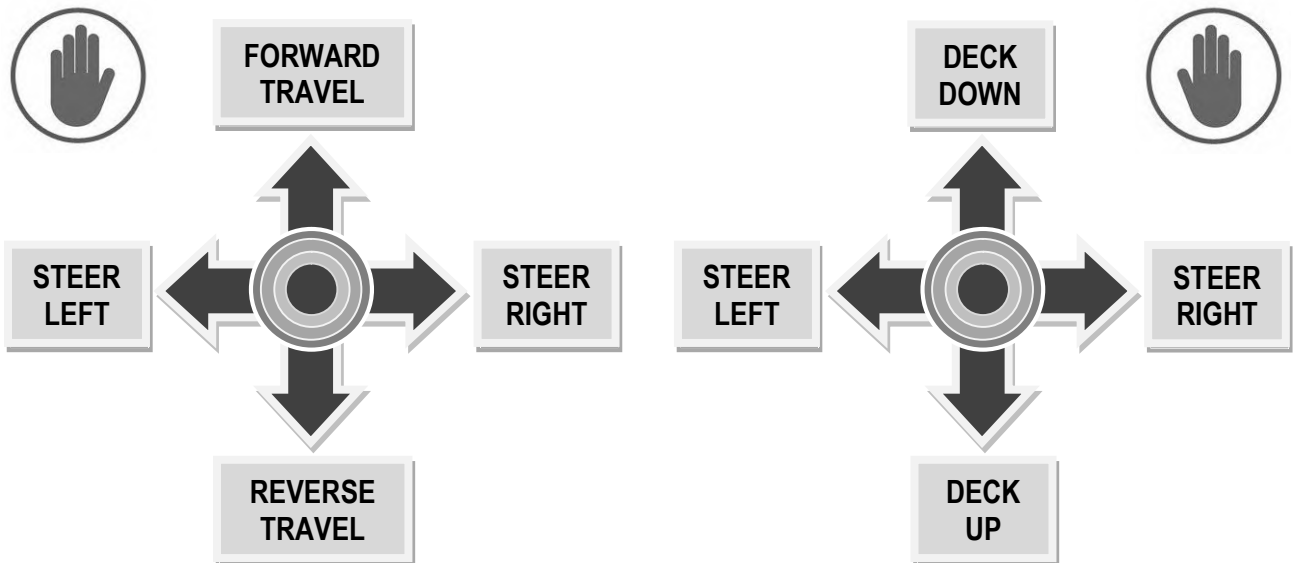 FORWARD
TRAVEL
STEER
LEFT
STEER
RIGHT
REVERSE
TRAVEL
DECK
DOWN
STEER
LEFT
STEER
RIGHT
DECK
UP